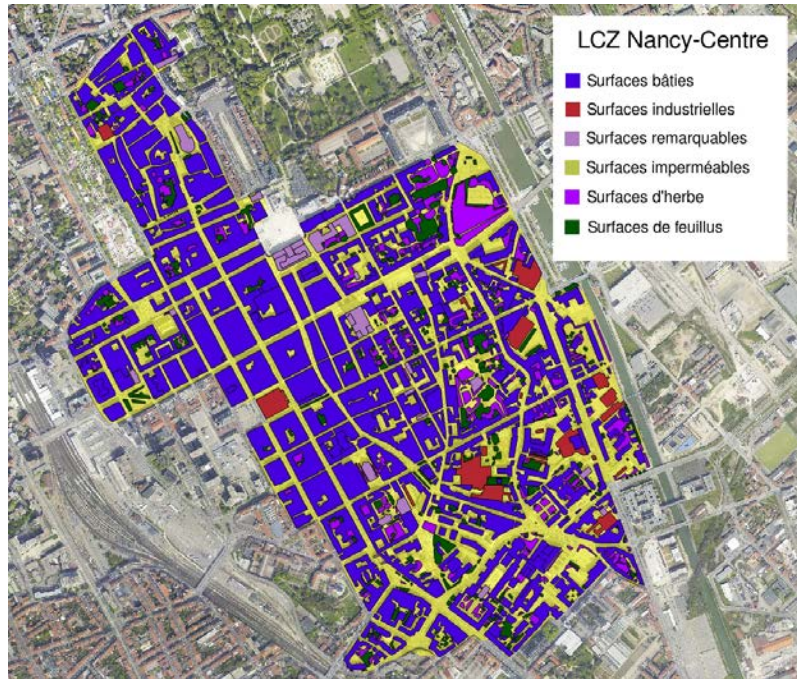 LCZ Nancy-Centre
Surfaces bâties
Surfaces industrielles
Surfaces remarquables
Surfaces imperméables
Surfaces d'herbe
Surfaces de feuillus